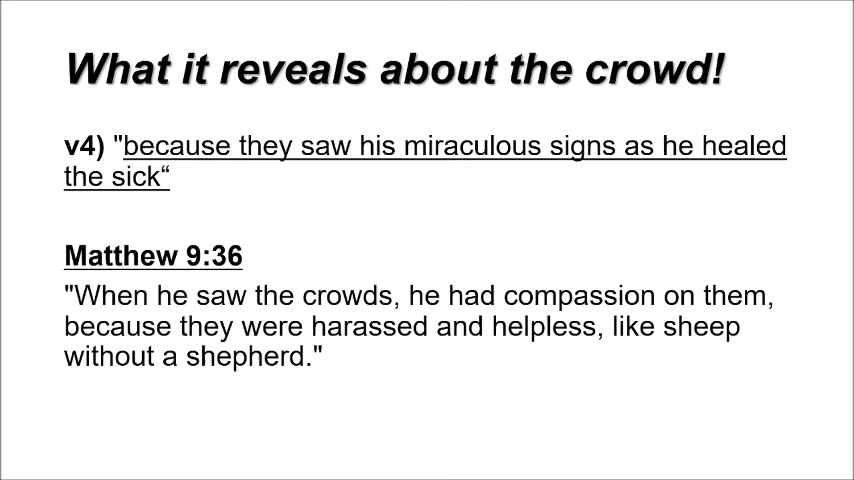 What it reveals about the crowd!
v4) "because they saw his miraculous signs as he healed
the sick“
Matthew 9:36
"When he saw the crowds, he had compassion on them,
because they were harassed and helpless, like sheep
without a shepherd."